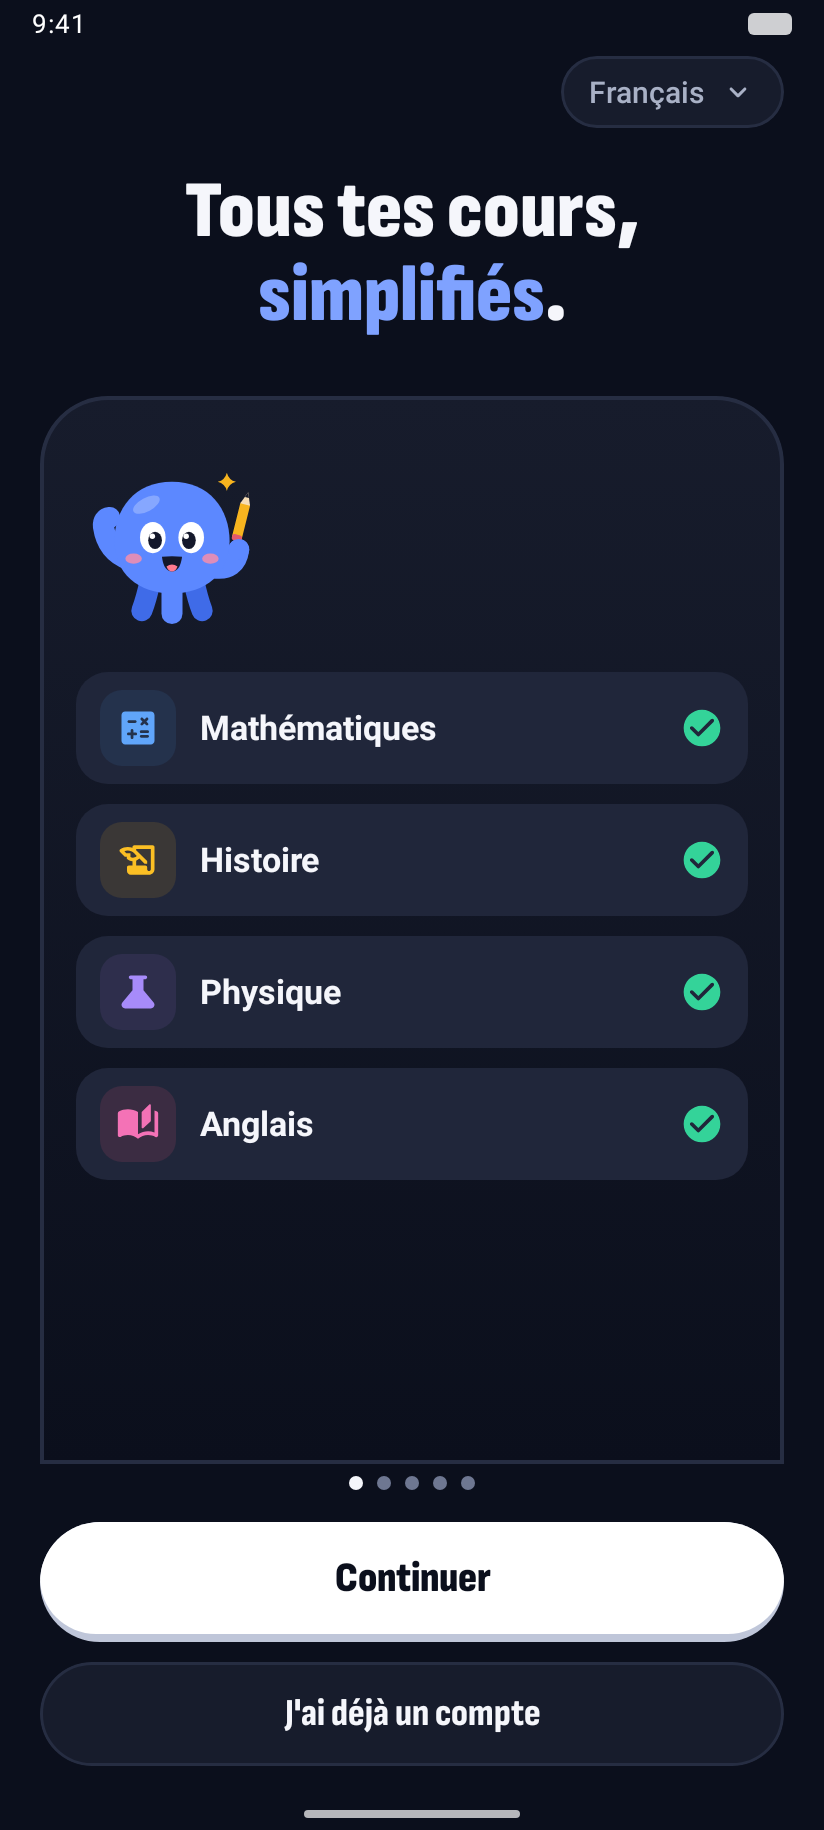 9:41
Français
Tous tes cours,
simplifiés.
Mathématiques
Histoire
Physique
Anglais
Continuer
J'ai déjà un compte